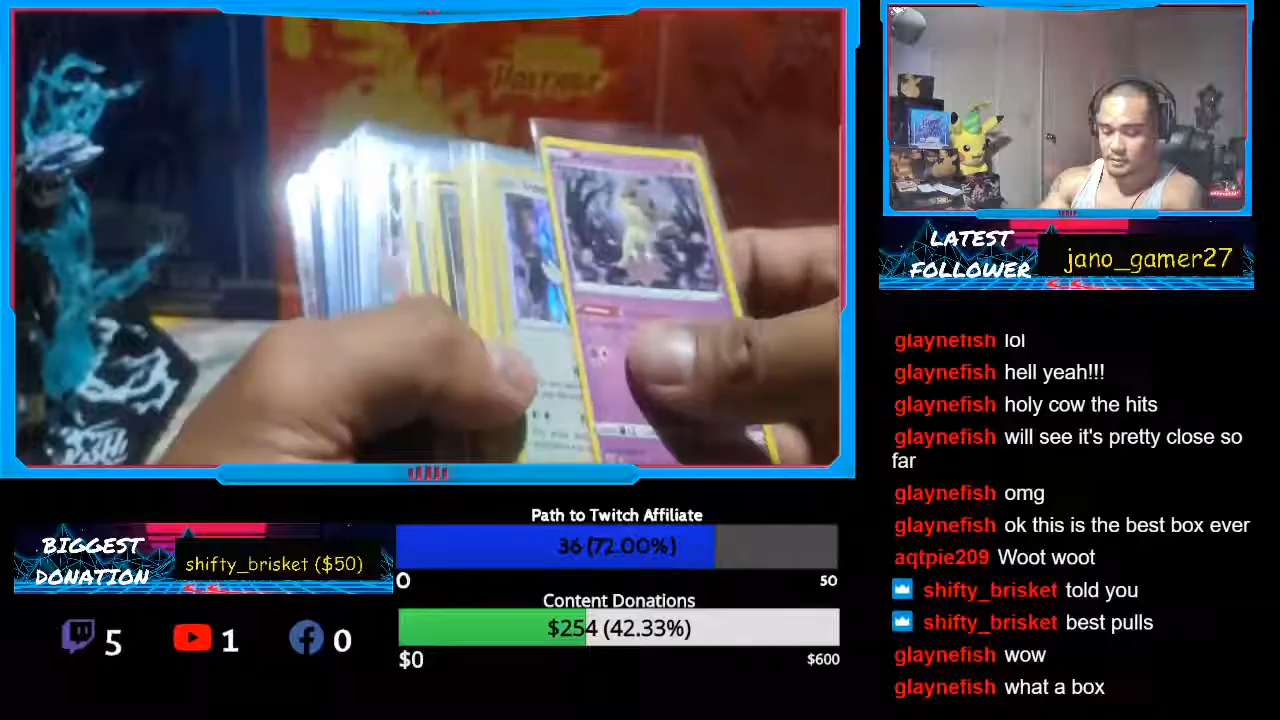 LATEST
FOLLOWER
jano_gamer27
glaynefish lol
glaynefish hell yeah!!!
glaynefish holy cow the hits
glaynefish will see it's pretty close so
far
glaynefish omg
glaynefish ok this is the best box ever
aqtpie209 Woot woot
shifty_brisket told you
shifty_brisket best pulls
glaynefish wow
glaynefish what a box
BIGGEST
DONATION
shifty_brisket ($50)
Path to Twitch Affiliate
36 (72.00%)
0
50
Content Donations
$254 (42.33%)
$0
$600
5
1
0